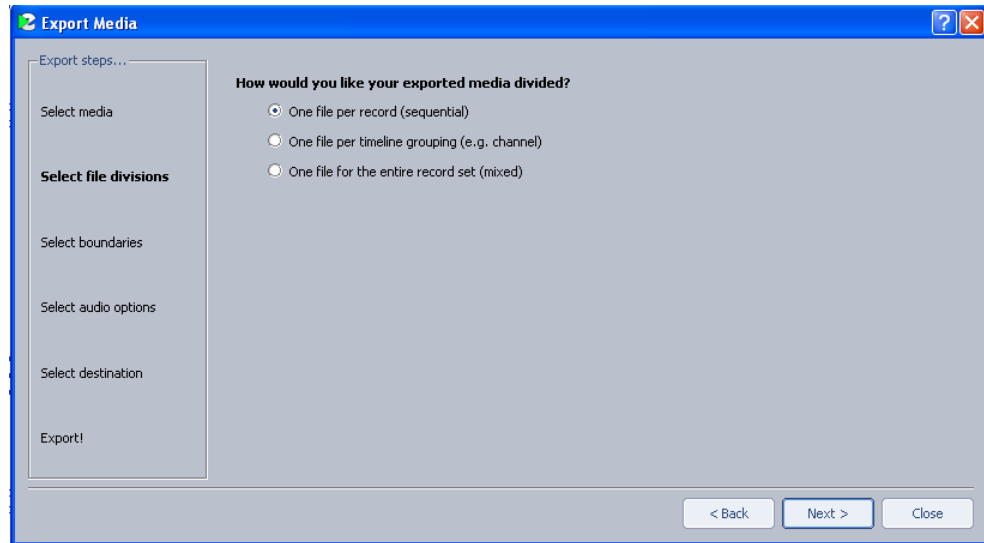 Export Media
Export steps...
Select media
Select file divisions
Select boundaries
Select audio options
Select destination
Export!
How would you like your exported media divided?
One file per record (sequential)
One file per timeline grouping (e.g. channel)
One file for the entire record set (mixed)
< Back Next > Close